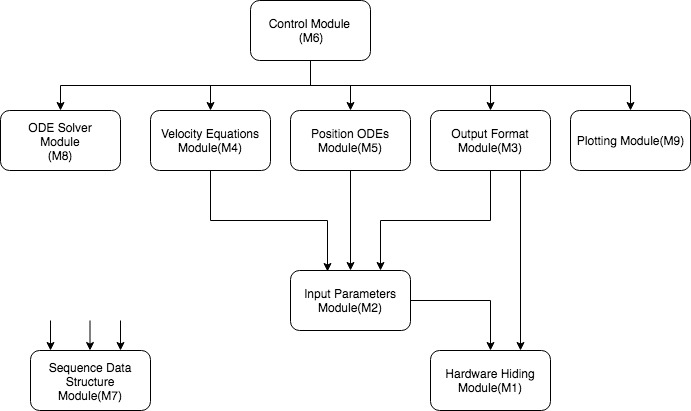 Control Module
(M6)
ODE Solver
Module
(M8)
Velocity Equations
Module(M4)
Position ODEs
Module(M5)
Output Format
Module(M3)
Plotting Module(M9)
Input Parameters
Module(M2)
Sequence Data
Structure
Module(M7)
Hardware Hiding
Module(M1)